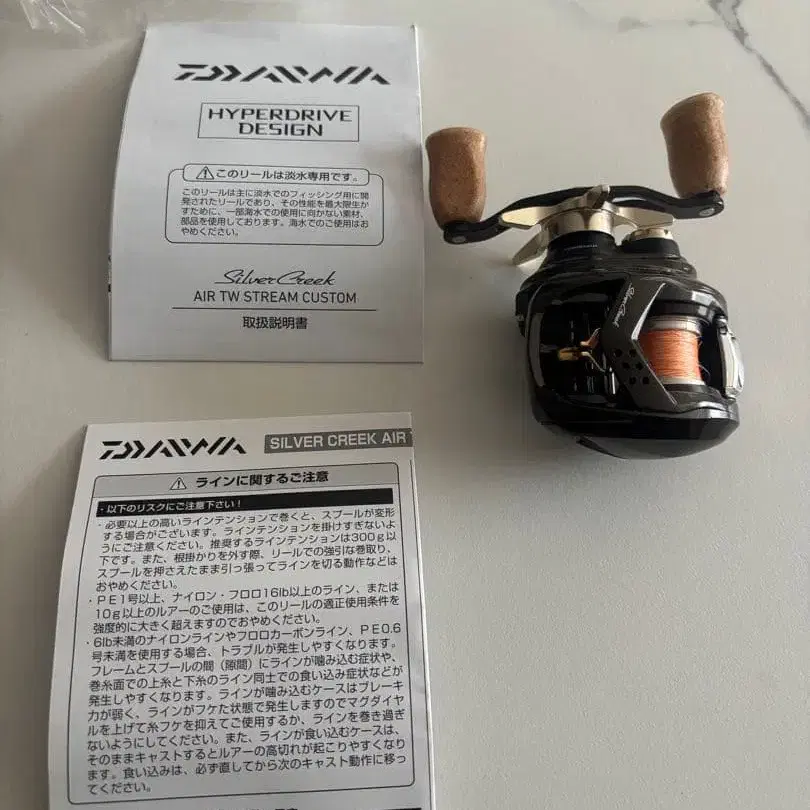 DAIWA
HYPERDRIVE
DESIGN
⚠このリールは淡水専用です。
このリールは主に淡水でのフィッシング用に開
発されたリールであり、その性能を最大限生か
すために、一部海水での使用に向かない素材、
部品を使用しております。海水でのご使用はお
やめください。
Silver Creek
AIR TW STREAM CUSTOM
取扱説明書
Silver Creek
DAIWA SILVER CREEK AIR
⚠ ラインに関するご注意
・以下のリスクにご注意下さい！
・必要以上の高いラインテンションで巻くと、スプールが変形
する場合がございます。ラインテンションを掛けすぎないよ
うにご注意ください。推奨するラインテンションは300g以
下です。また、根掛かりを外す際、リールでの強引な巻取り、
スプールを押さえたまま引っ張ってラインを切る動作などは
おやめください。
・PE1号以上、ナイロン・フロロ16lb以上のライン、または
10g以上のルアーのご使用は、このリールの適正使用条件を
強度的に大きく超えますのでおやめください。
・6lb未満のナイロンラインやフロロカーボンライン、PE0.6
号未満を使用する場合、トラブルが発生しやすくなります。
フレームとスプールの間（隙間）にラインが噛み込む症状や、
巻糸面での上糸と下糸のライン同士での食い込み症状などが
発生しやすくなります。ラインが噛み込むケースはブレーキ
力が弱く、ラインがフケた状態で発生しますのでマグダイヤ
ルを上げて糸フケを抑えてご使用するか、ラインを巻き過ぎ
ないようにしてください。また、ラインが食い込むケースは、
そのままキャストするとルアーの高切れが起こりやすくなり
ます。食い込みは、必ず直してから次のキャスト動作に移っ
てください。